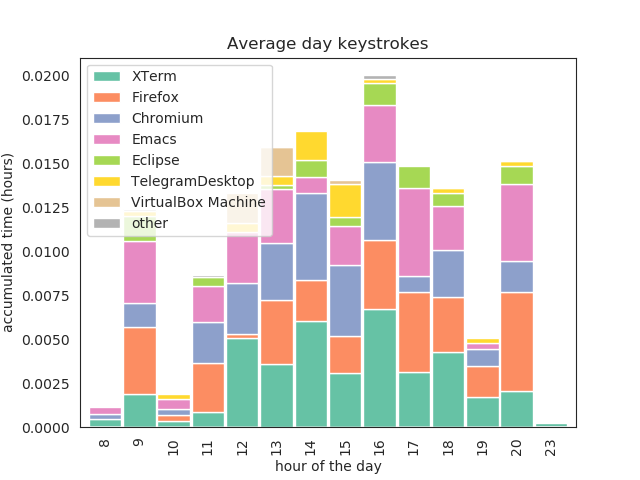 Average day keystrokes
accumulated time (hours)
0.0200
0.0175
0.0150
0.0125
0.0100
0.0075
0.0050
0.0025
0.0000
XTerm
Firefox
Chromium
Emacs
Eclipse
TelegramDesktop
VirtualBox Machine
other
8 9 10 11 12 13 14 15 16 17 18 19 20 23
hour of the day